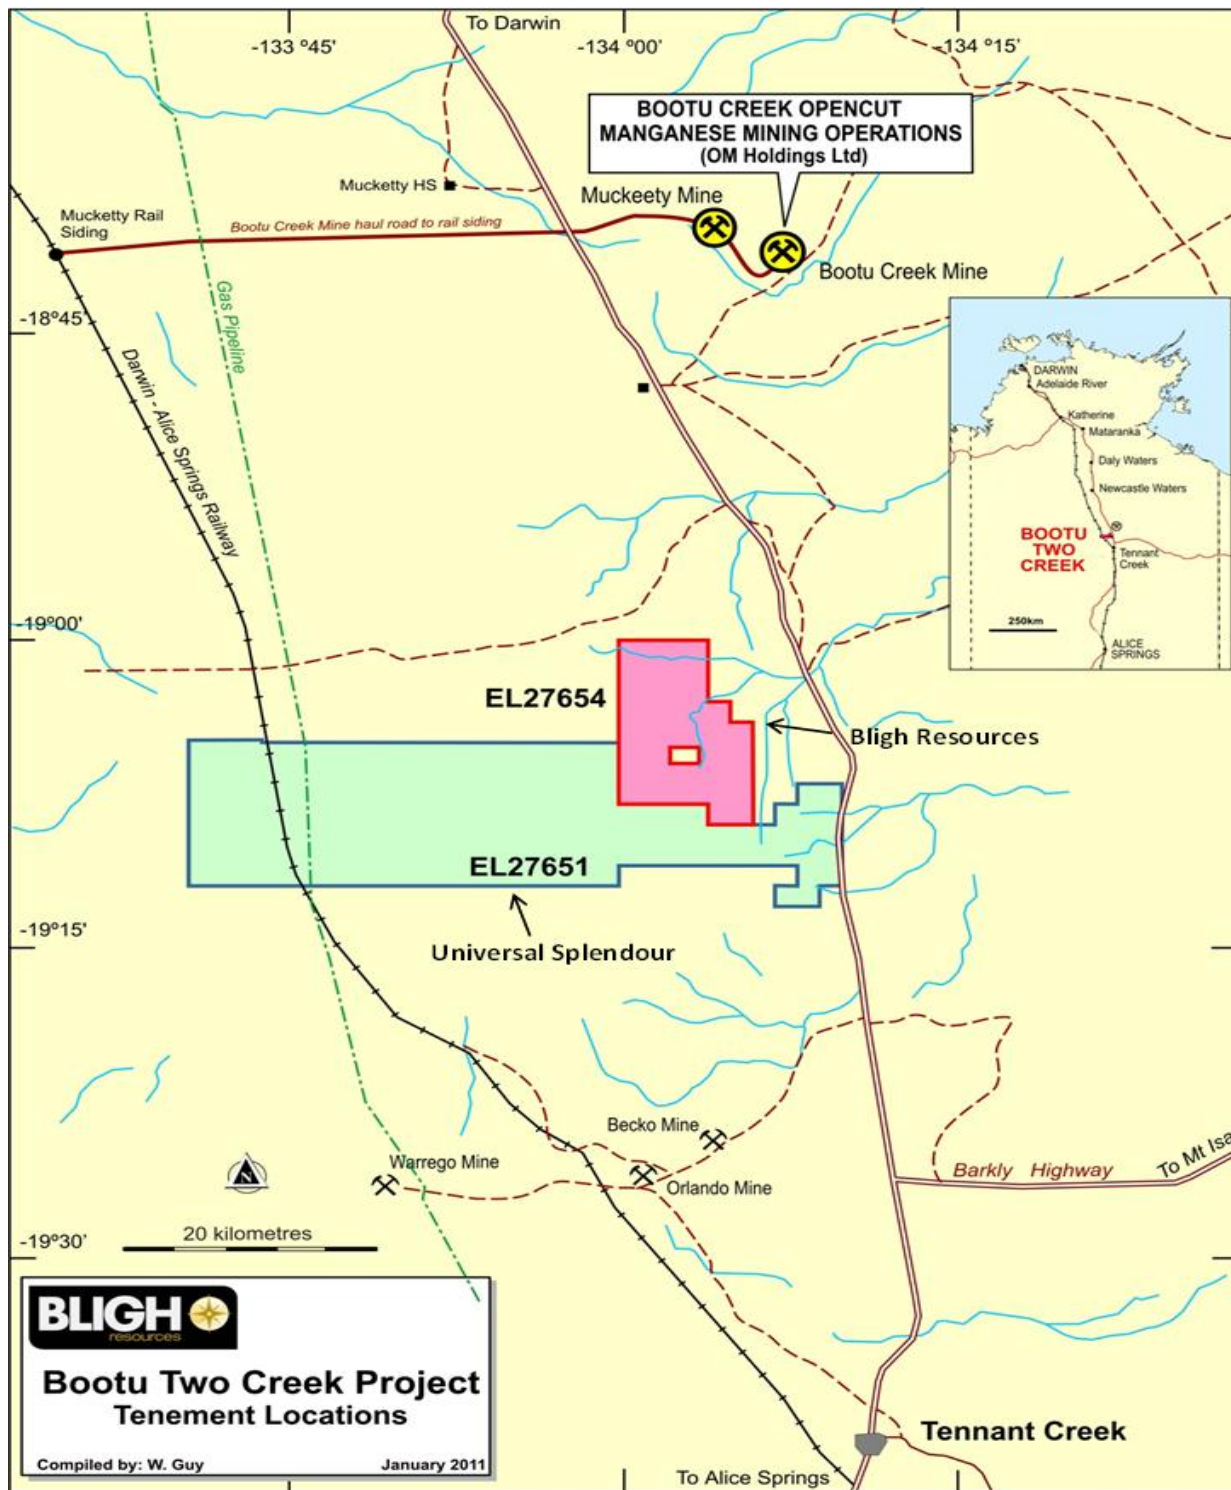 To Darwin
-133 º45'
-134 º00'
-134 º15'
BOOTU CREEK OPENCUT
MANGANESE MINING OPERATIONS
(OM Holdings Ltd)
Mucketty HS
Muckeety Mine
Mucketty Rail
Siding
Bootu Creek Mine haul road to rail siding
Bootu Creek Mine
Gas Pipeline
-18º45'
Darwin - Alice Springs Railway
DARWIN
Adelaide River
Katherine
Mataranka
Daly Waters
Newcastle Waters
BOOTU
TWO
CREEK
Tennant
Creek
250km
ALICE
SPRINGS
-19º00'
EL27654
Bligh Resources
EL27651
-19º15'
Universal Splendour
Becko Mine
Warrego Mine
Orlando Mine
Barkly Highway
To Mt Isa
N
20 kilometres
-19º30'
BLIGH
resources
Bootu Two Creek Project
Tenement Locations
Compiled by: W. Guy
January 2011
Tennant Creek
To Alice Springs